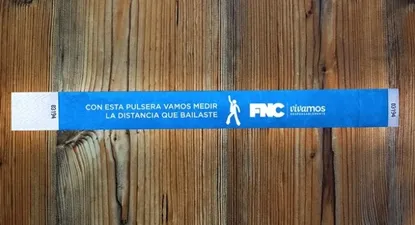 CON ESTA PULSERA VAMOS MEDIR
LA DISTANCIA QUE BAILASTE
FNC
vivamos
03194
03194